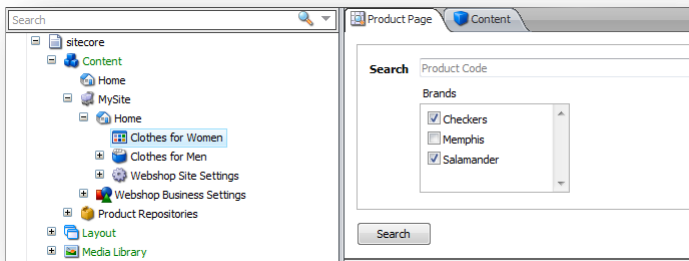 Search
sitecore
Content
Home
MySite
Home
Clothes for Women
Clothes for Men
Webshop Site Settings
Webshop Business Settings
Product Repositories
Layout
Media Library
Product Page
Content
Search Product Code
Brands
Checkers
Memphis
Salamander
Search